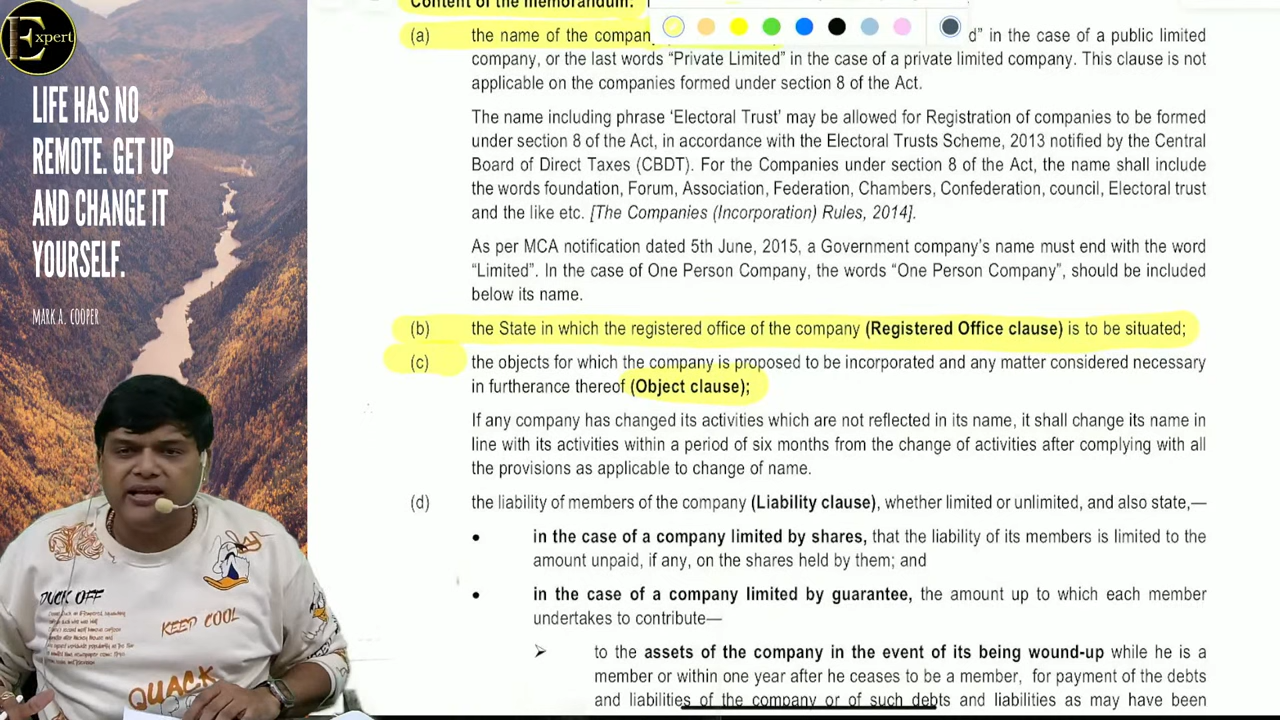 Expert
LIFE HAS NO
REMOTE. GET UP
AND CHANGE IT
YOURSELF.
MARK A. COOPER
Content of the memorandum:
(a) the name of the company d” in the case of a public limited
company, or the last words “Private Limited” in the case of a private limited company. This clause is not
applicable on the companies formed under section 8 of the Act.
The name including phrase ‘Electoral Trust’ may be allowed for Registration of companies to be formed
under section 8 of the Act, in accordance with the Electoral Trusts Scheme, 2013 notified by the Central
Board of Direct Taxes (CBDT). For the Companies under section 8 of the Act, the name shall include
the words foundation, Forum, Association, Federation, Chambers, Confederation, council, Electoral trust
and the like etc. [The Companies (Incorporation) Rules, 2014].
As per MCA notification dated 5th June, 2015, a Government company’s name must end with the word
“Limited”. In the case of One Person Company, the words “One Person Company”, should be included
below its name.
(b) the State in which the registered office of the company (Registered Office clause) is to be situated;
(c) the objects for which the company is proposed to be incorporated and any matter considered necessary
in furtherance thereof (Object clause);
If any company has changed its activities which are not reflected in its name, it shall change its name in
line with its activities within a period of six months from the change of activities after complying with all
the provisions as applicable to change of name.
(d) the liability of members of the company (Liability clause), whether limited or unlimited, and also state,—
• in the case of a company limited by shares, that the liability of its members is limited to the
amount unpaid, if any, on the shares held by them; and
• in the case of a company limited by guarantee, the amount up to which each member
undertakes to contribute—
➢ to the assets of the company in the event of its being wound-up while he is a
member or within one year after he ceases to be a member, for payment of the debts
and liabilities of the company or of such debts and liabilities as may have been
DUCK OFF
KEEP COOL
QUACK